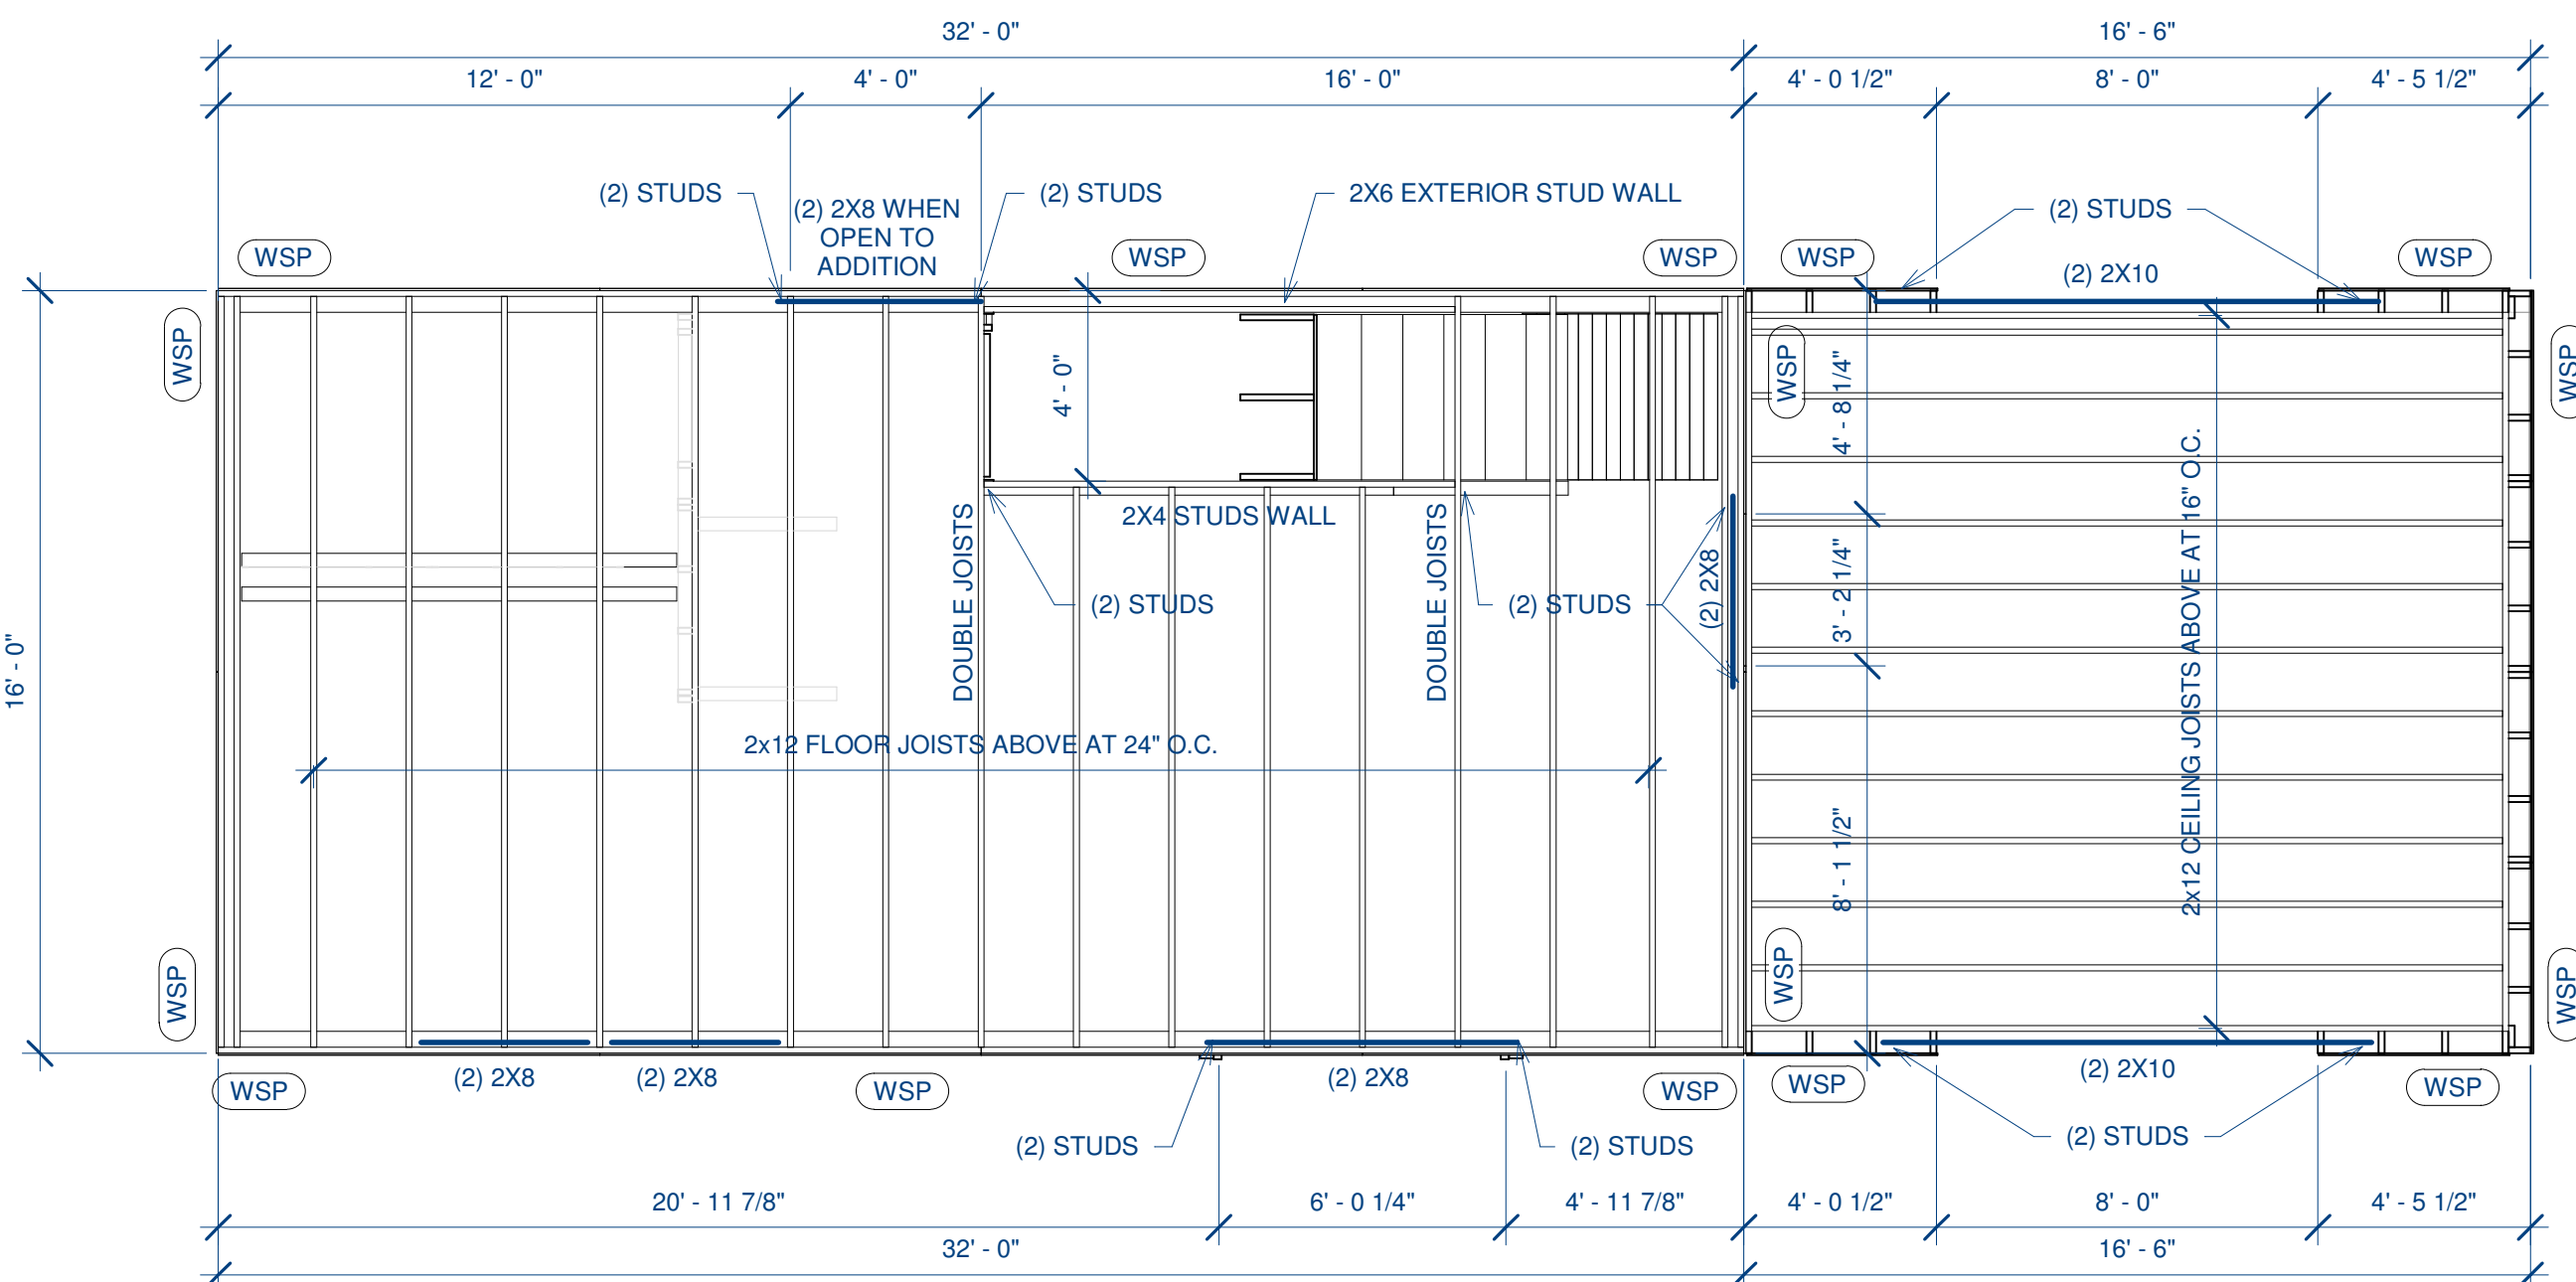 32' - 0"
16' - 6"
12' - 0"
4' - 0"
16' - 0"
4' - 0 1/2"
8' - 0"
4' - 5 1/2"
(2) STUDS
(2) 2X8 WHEN
OPEN TO
ADDITION
(2) STUDS
2X6 EXTERIOR STUD WALL
(2) STUDS
WSP
WSP
WSP
WSP
(2) 2X10
WSP
WSP
4' - 0"
WSP
4' - 8 1/4"
WSP
2X4 STUDS WALL
DOUBLE JOISTS
DOUBLE JOISTS
(2) STUDS
(2) STUDS
(2) 2X8
3' - 2 1/4"
2x12 CEILING JOISTS ABOVE AT 16" O.C.
16' - 0"
2x12 FLOOR JOISTS ABOVE AT 24" O.C.
8' - 1 1/2"
WSP
WSP
WSP
WSP
(2) 2X8
(2) 2X8
WSP
(2) 2X8
WSP
WSP
(2) 2X10
WSP
(2) STUDS
(2) STUDS
(2) STUDS
20' - 11 7/8"
6' - 0 1/4"
4' - 11 7/8"
4' - 0 1/2"
8' - 0"
4' - 5 1/2"
32' - 0"
16' - 6"